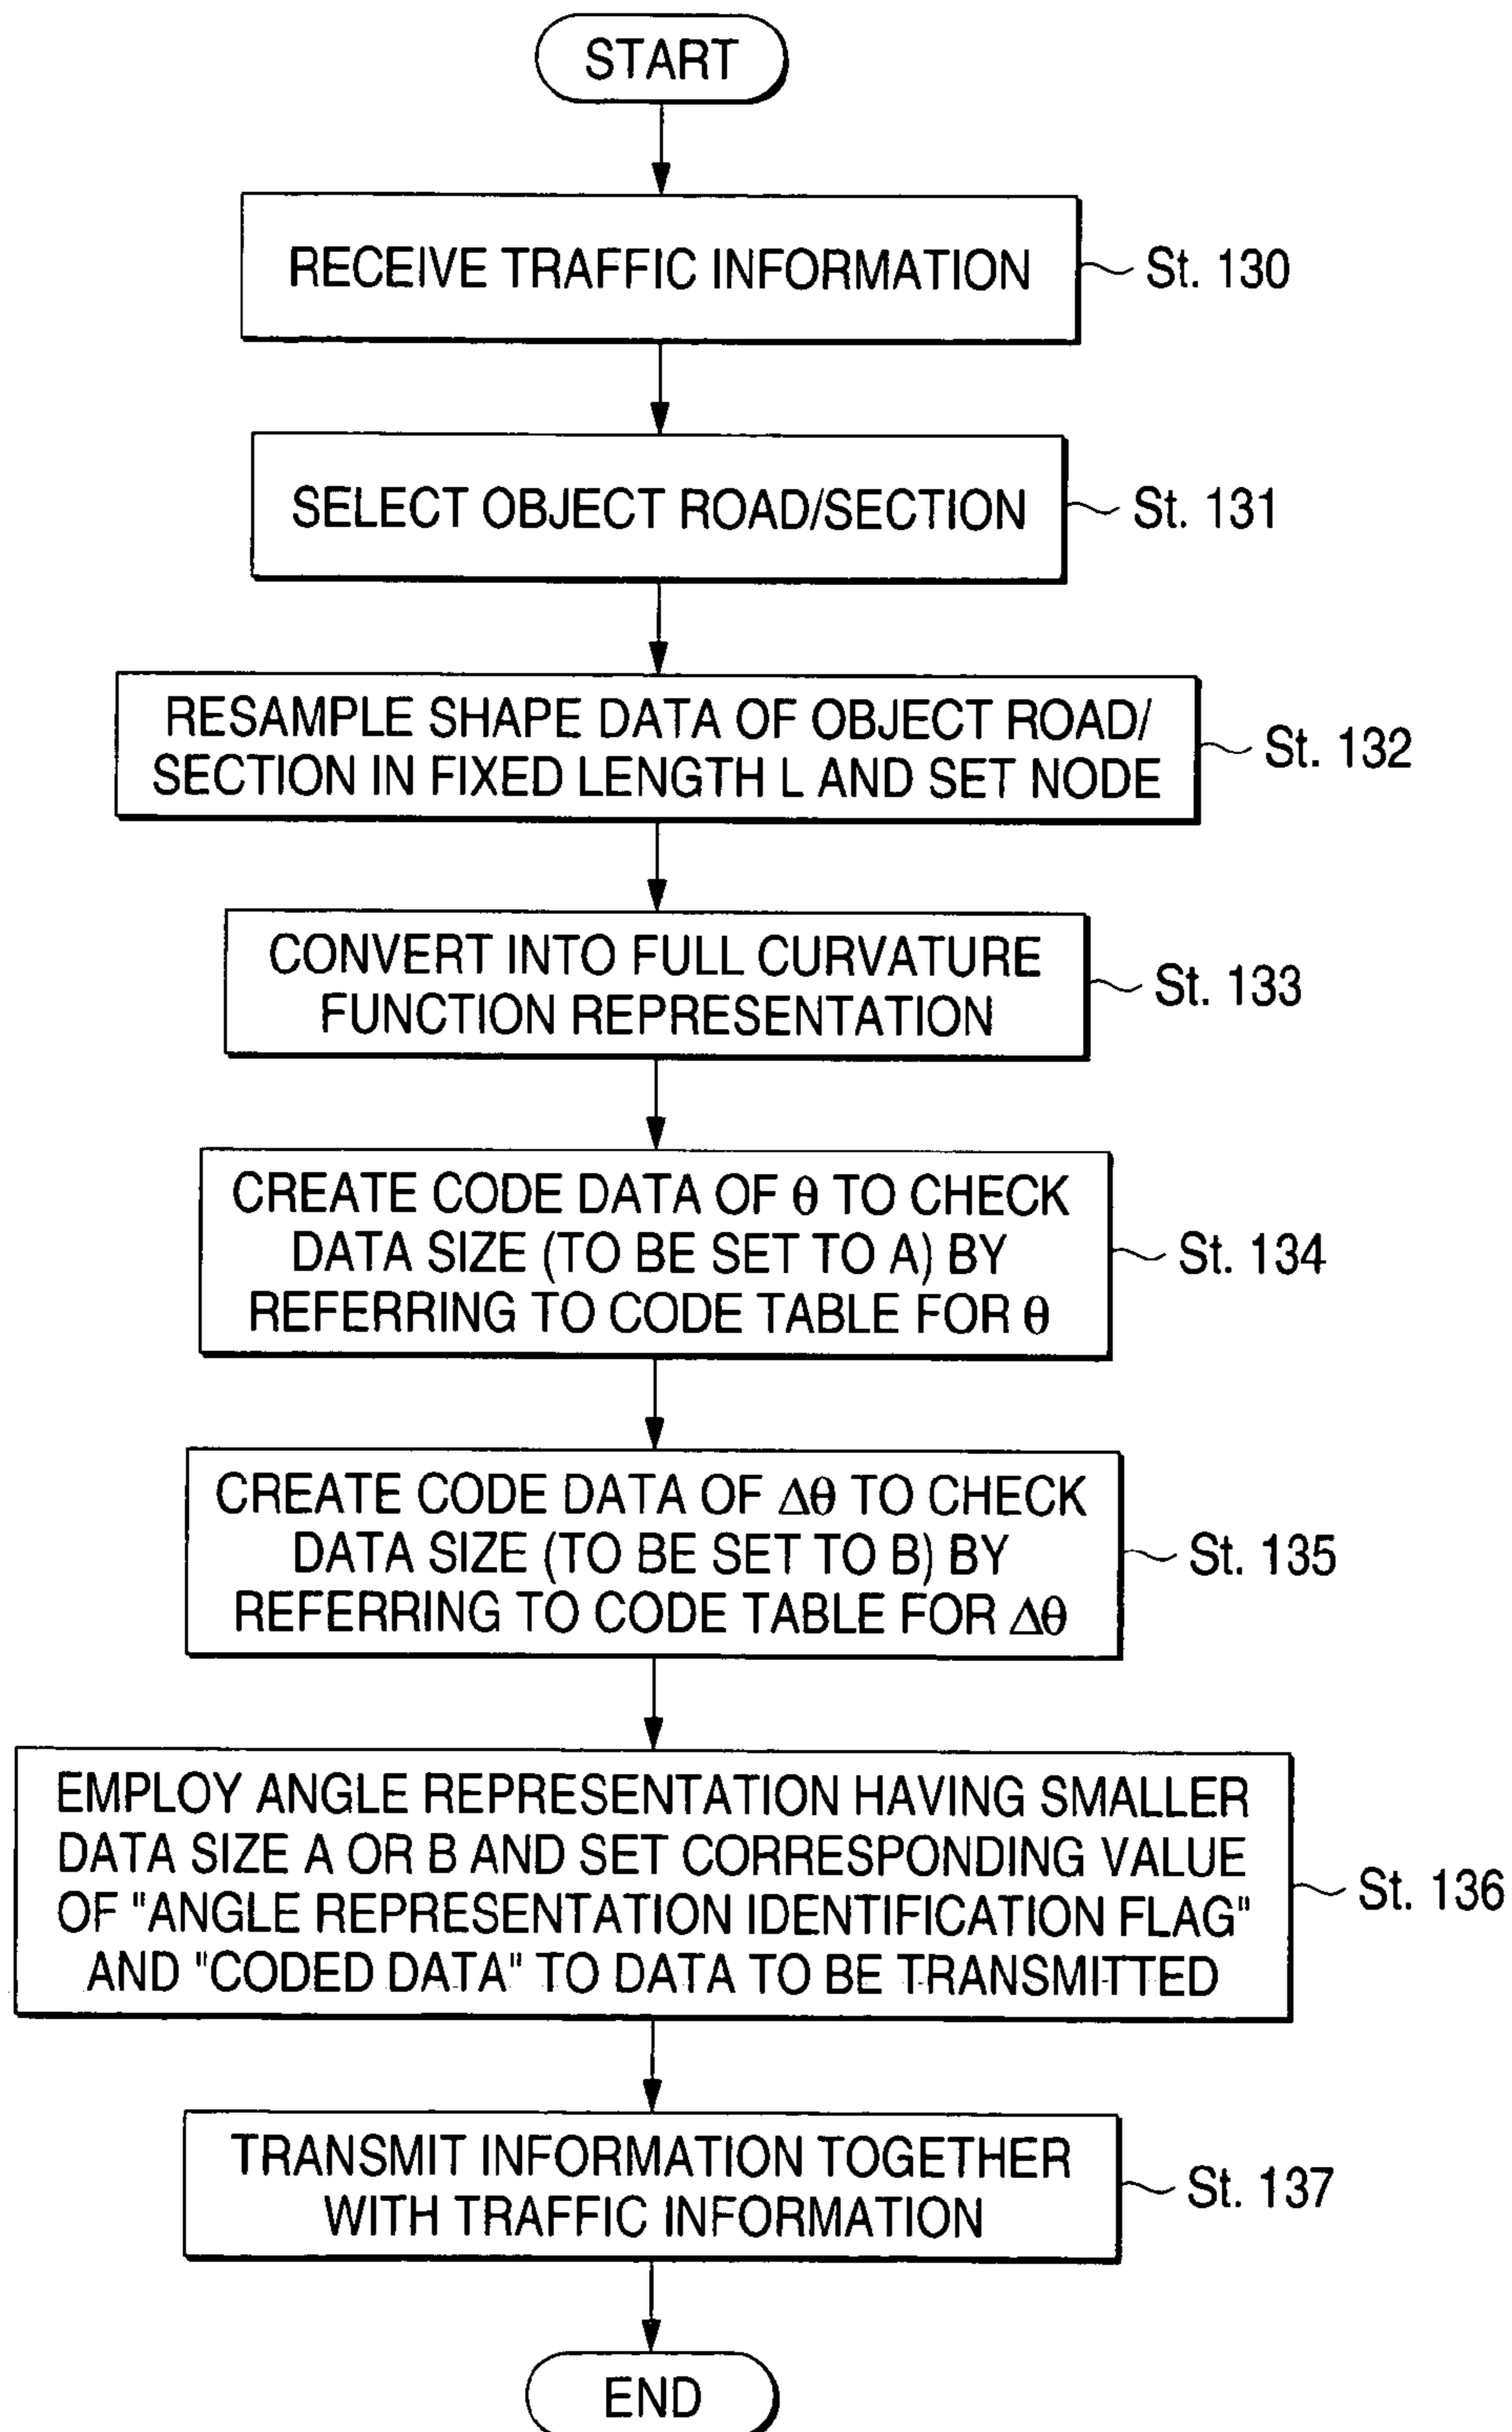 START
RECEIVE TRAFFIC INFORMATION
St. 130
SELECT OBJECT ROAD/SECTION
St. 131
RESAMPLE SHAPE DATA OF OBJECT ROAD/
SECTION IN FIXED LENGTH L AND SET NODE
St. 132
CONVERT INTO FULL CURVATURE
FUNCTION REPRESENTATION
St. 133
CREATE CODE DATA OF θ TO CHECK
DATA SIZE (TO BE SET TO A) BY
REFERRING TO CODE TABLE FOR θ
St. 134
CREATE CODE DATA OF Δθ TO CHECK
DATA SIZE (TO BE SET TO B) BY
REFERRING TO CODE TABLE FOR Δθ
St. 135
EMPLOY ANGLE REPRESENTATION HAVING SMALLER
DATA SIZE A OR B AND SET CORRESPONDING VALUE
OF "ANGLE REPRESENTATION IDENTIFICATION FLAG"
AND "CODED DATA" TO DATA TO BE TRANSMITTED
St. 136
TRANSMIT INFORMATION TOGETHER
WITH TRAFFIC INFORMATION
St. 137
END